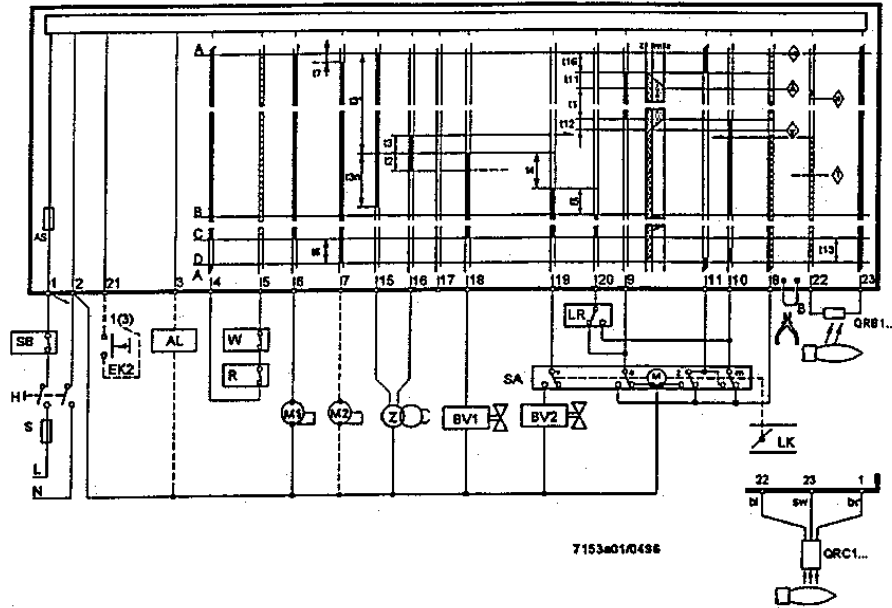 A
t7
t2
t3n
t3
t3'
t4
t5
z
t16
t11
t1
t12
B
C
t6
D
A
t13
AS
1 2 21 3 4 5 6 7 15 16 17 18 19 20 9 11 10 8 22 23
1(3)
EK2
AL
SB
H
S
L
N
W
R
M1
M2
Z
BV1
BV2
LR
SA
M
a
z
m
LK
B
QRB1...
22 23 1
bl sw br
QRC1...
7153a01/0496